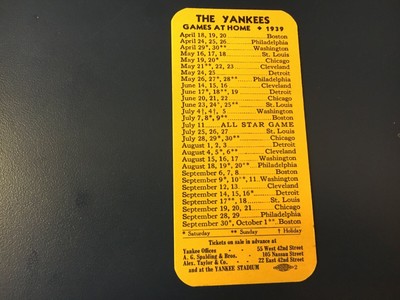 THE YANKEES
GAMES AT HOME ✦ 1939
April 18, 19, 20 Boston
April 24, 25, 26 Philadelphia
April 29*, 30** Washington
May 16, 17, 18 St. Louis
May 19, 20* Chicago
May 21**, 22, 23 Cleveland
May 24, 25 Detroit
May 26, 27*, 28** Philadelphia
June 14, 15, 16 Cleveland
June 17*, 18**, 19 Detroit
June 20, 21, 22 Chicago
June 23, 24*, 25** St. Louis
July 4‡, 4‡, 5 Washington
July 7, 8*, 9** Boston
July 11 ALL STAR GAME
July 25, 26, 27 St. Louis
July 28, 29*, 30** Chicago
August 1, 2, 3 Detroit
August 4, 5*, 6** Cleveland
August 15, 16, 17 Washington
August 18, 19*, 20** Philadelphia
September 6, 7, 8 Boston
September 9*, 10**, 11 Washington
September 12, 13 Cleveland
September 14, 15, 16* Detroit
September 17**, 18 St. Louis
September 19, 20, 21 Chicago
September 28, 29 Philadelphia
September 30*, October 1** Boston
* Saturday ** Sunday ‡ Holiday
Tickets on sale in advance at
Yankee Offices 55 West 42nd Street
A. G. Spalding & Bros. 105 Nassau Street
Alex. Taylor & Co. 22 East 42nd Street
and at the YANKEE STADIUM